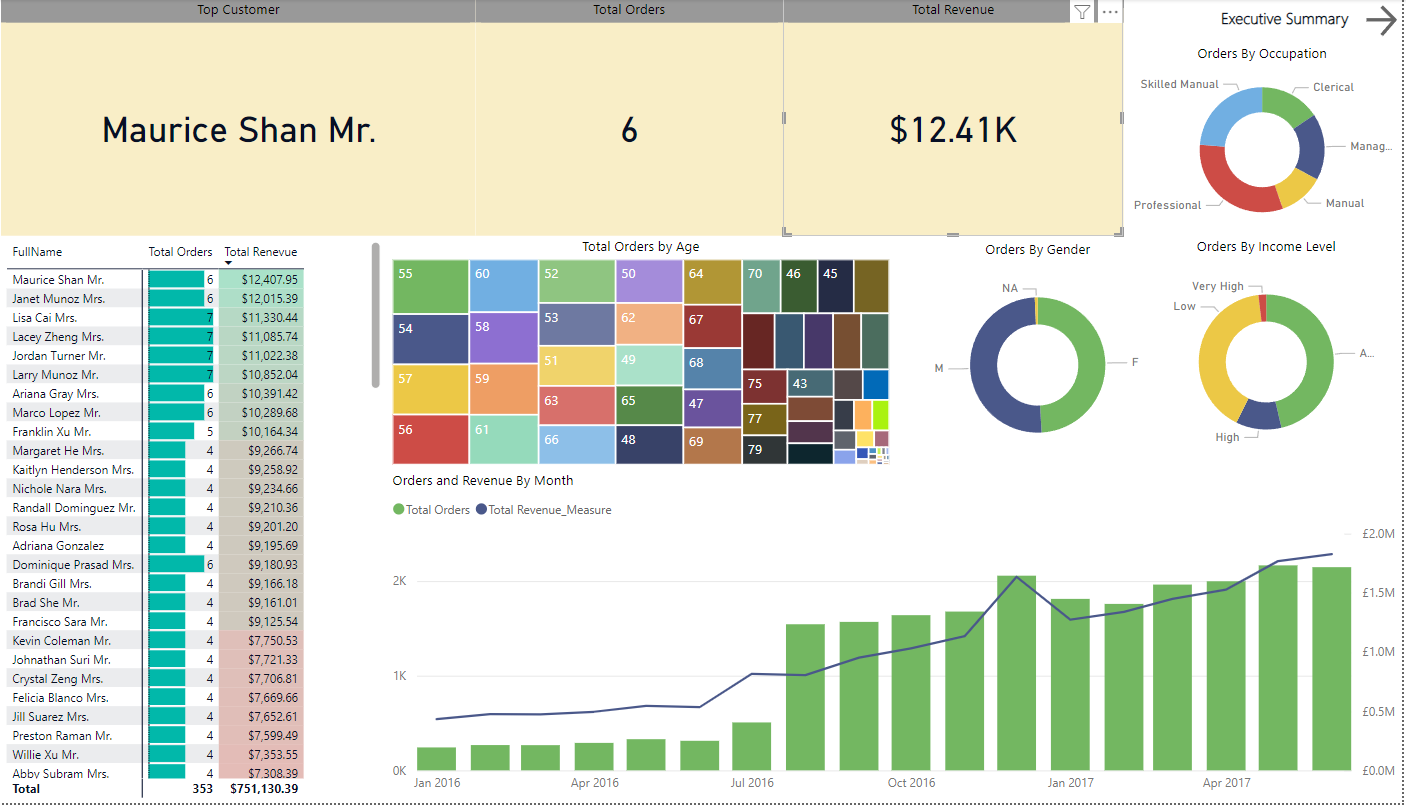 Top Customer
Total Orders
Total Revenue
Executive Summary
Maurice Shan Mr.
6
$12.41K
Orders By Occupation
Skilled Manual
Clerical
Manag...
Manual
Professional
FullName Total Orders Total Renevue
Maurice Shan Mr. 6 $12,407.95
Janet Munoz Mrs. 6 $12,015.39
Lisa Cai Mrs. 7 $11,330.44
Lacey Zheng Mrs. 7 $11,085.74
Jordan Turner Mr. 7 $11,022.38
Larry Munoz Mr. 7 $10,852.04
Ariana Gray Mrs. 6 $10,391.42
Marco Lopez Mr. 6 $10,289.68
Franklin Xu Mr. 5 $10,164.34
Margaret He Mrs. 4 $9,266.74
Kaitlyn Henderson Mrs. 4 $9,258.92
Nichole Nara Mrs. 4 $9,234.66
Randall Dominguez Mr. 4 $9,210.36
Rosa Hu Mrs. 4 $9,201.20
Adriana Gonzalez 4 $9,195.69
Dominique Prasad Mrs. 6 $9,180.93
Brandi Gill Mrs. 4 $9,166.18
Brad She Mr. 4 $9,161.01
Francisco Sara Mr. 4 $9,125.54
Kevin Coleman Mr. 4 $7,750.53
Johnathan Suri Mr. 4 $7,721.33
Crystal Zeng Mrs. 4 $7,706.81
Felicia Blanco Mrs. 4 $7,669.66
Jill Suarez Mrs. 4 $7,652.61
Preston Raman Mr. 4 $7,599.49
Willie Xu Mr. 4 $7,353.55
Abby Subram Mrs. 4 $7,308.39
Total 353 $751,130.39
Total Orders by Age
55 60 52 50 64 70 46 45
54 58 53 62 67
57 59 51 49 68 75 43
56 61 63 65 47 77
66 48 69 79
Orders By Gender
NA
M
F
Orders By Income Level
Very High
Low
A...
High
Orders and Revenue By Month
Total Orders Total Revenue_Measure
2K
1K
0K
£2.0M
£1.5M
£1.0M
£0.5M
£0.0M
Jan 2016 Apr 2016 Jul 2016 Oct 2016 Jan 2017 Apr 2017